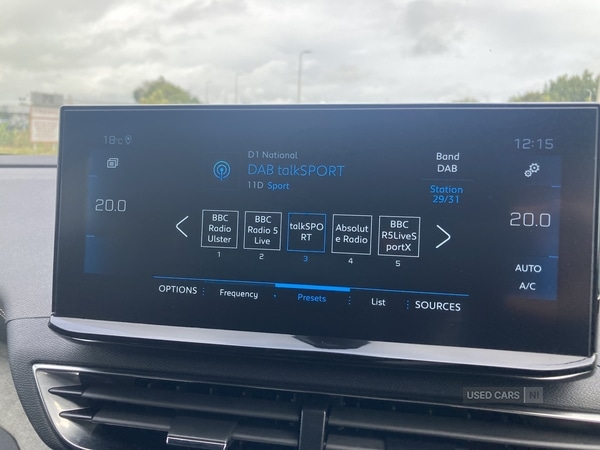 18°C
12:15
D1 National
DAB talkSPORT
11D Sport
Band
DAB
Station
29/31
20.0
20.0
BBC
Radio
Ulster
BBC
Radio 5
Live
talkSPO
RT
Absolut
e Radio
BBC
R5LiveS
portX
1
2
3
4
5
AUTO
A/C
OPTIONS
Frequency
Presets
List
SOURCES
USED CARS NI